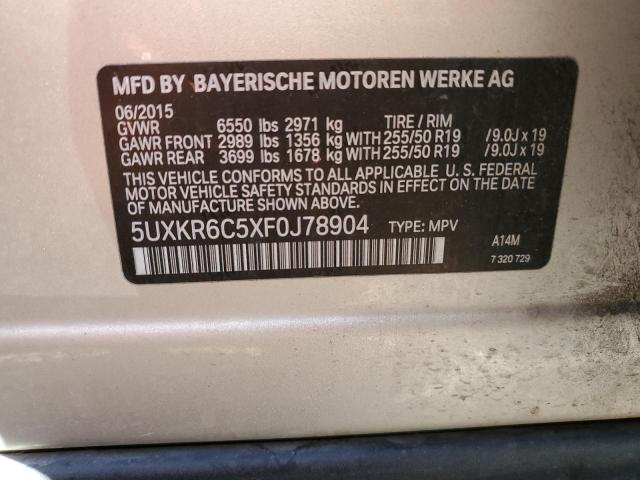 MFD BY BAYERISCHE MOTOREN WERKE AG
06/2015
GVWR 6550 lbs 2971 kg TIRE / RIM
GAWR FRONT 2989 lbs 1356 kg WITH 255/50 R19 /9.0J x 19
GAWR REAR 3699 lbs 1678 kg WITH 255/50 R19 /9.0J x 19
THIS VEHICLE CONFORMS TO ALL APPLICABLE U. S. FEDERAL
MOTOR VEHICLE SAFETY STANDARDS IN EFFECT ON THE DATE
OF MANUFACTURE SHOWN ABOVE.
5UXKR6C5XF0J78904 TYPE: MPV
A14M
7 320 729